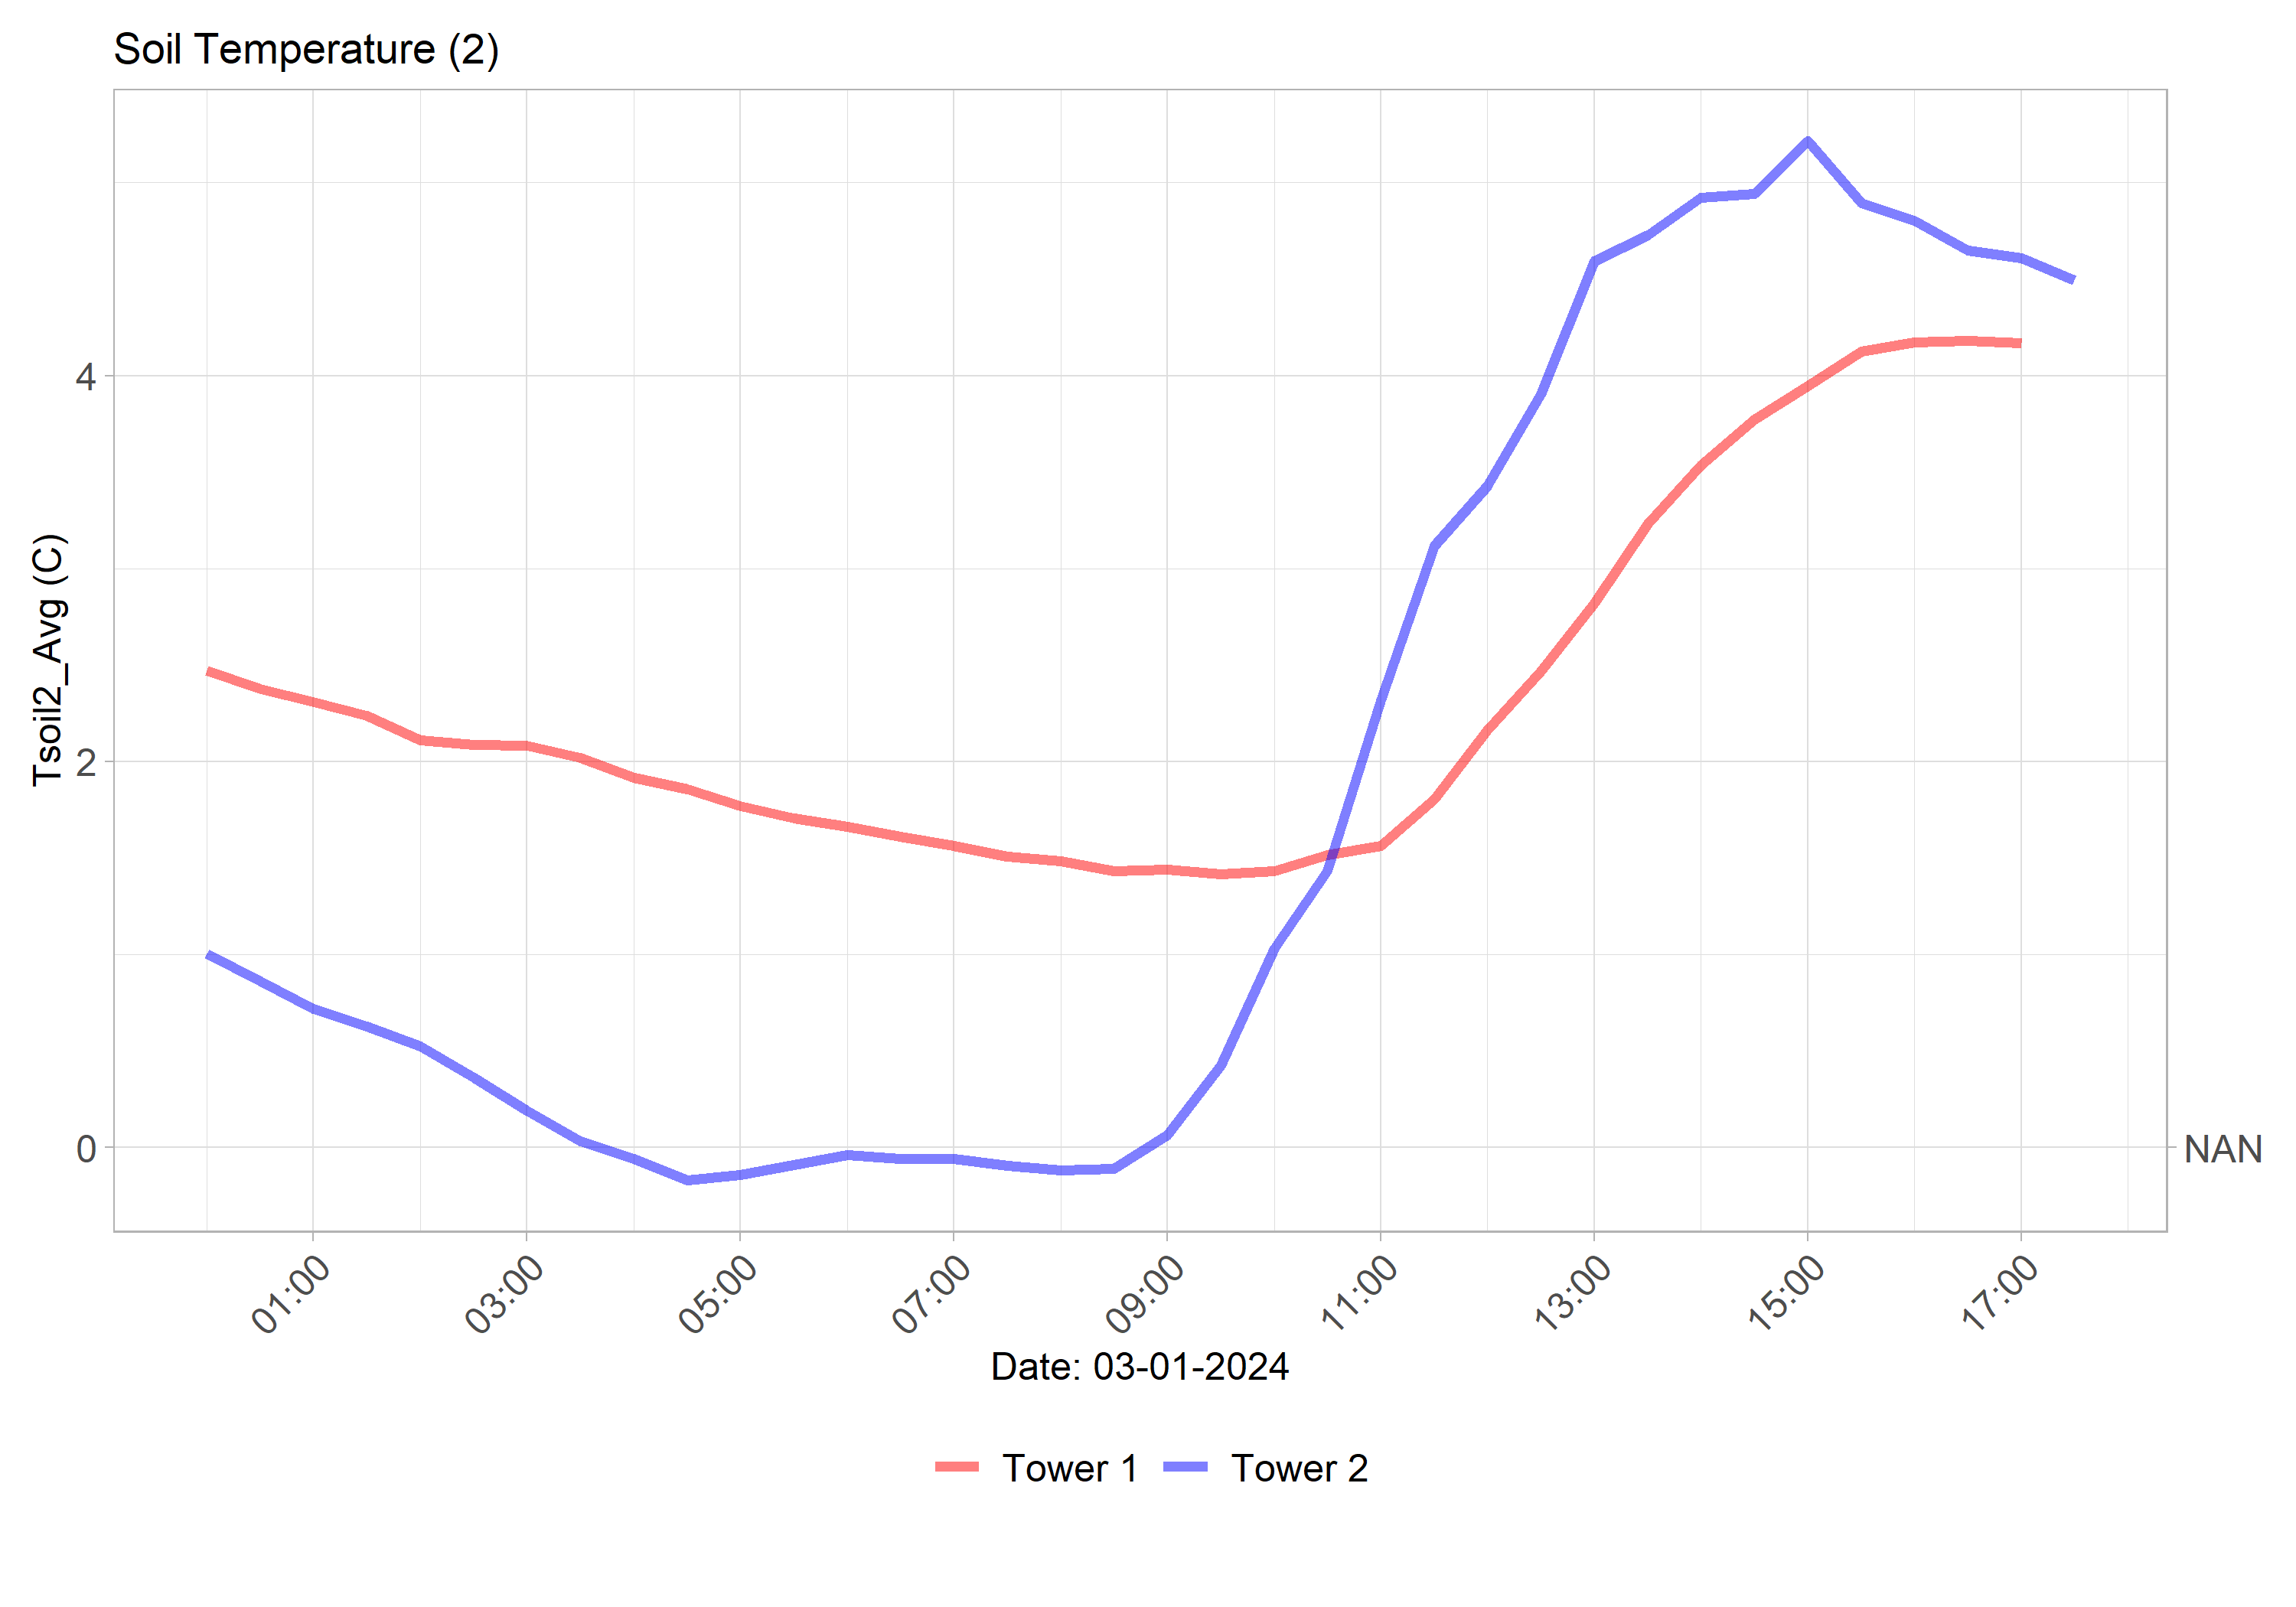 Soil Temperature (2)
Tsoil2_Avg (C)
4
2
0
NAN
01:00
03:00
05:00
07:00
09:00
11:00
13:00
15:00
17:00
Date: 03-01-2024
Tower 1
Tower 2